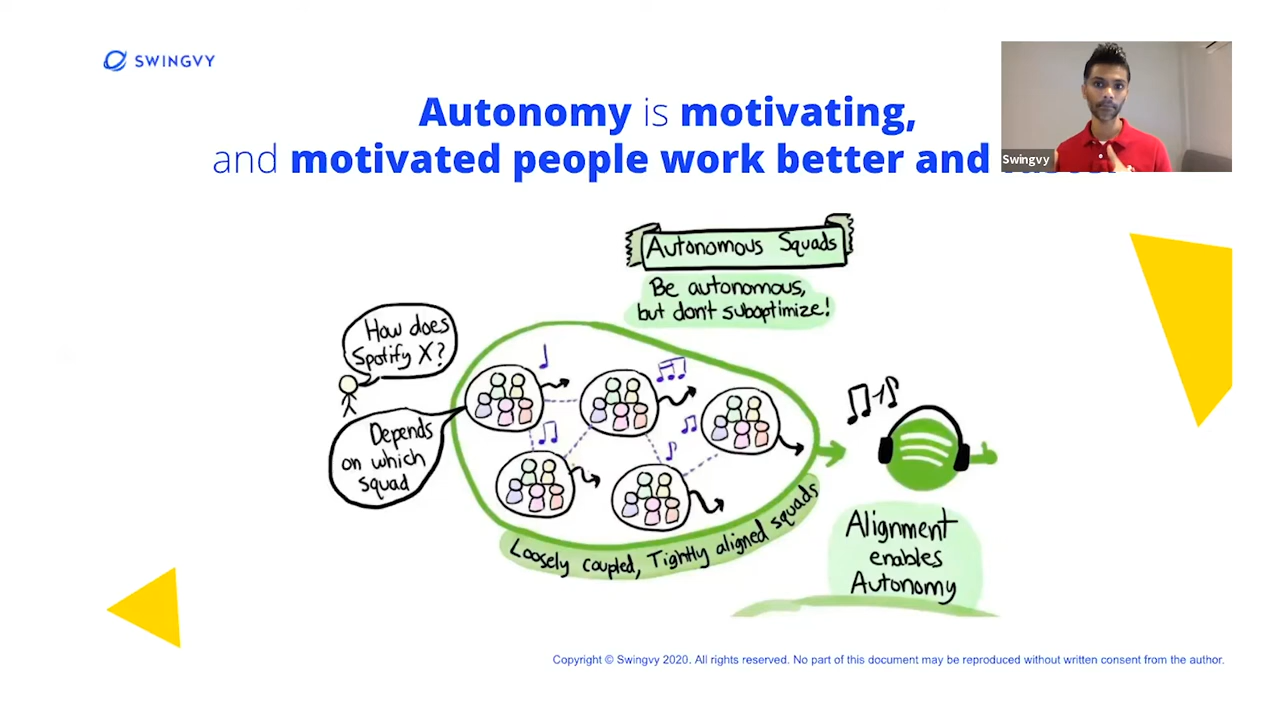 SWINGVY
Autonomy is motivating,
and motivated people work better and
Swingvy
Autonomous Squads
Be autonomous,
but don't suboptimize!
How does
Spotify X?
Depends
on which
squad
Loosely coupled, Tightly aligned squads
Alignment
enables
Autonomy
Copyright © Swingvy 2020. All rights reserved. No part of this document may be reproduced without written consent from the author.